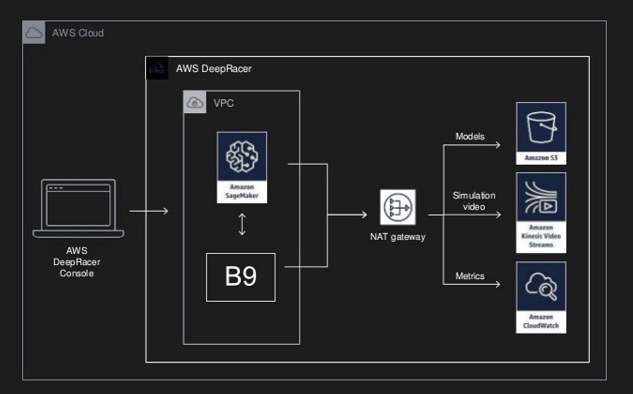 AWS Cloud
AWS DeepRacer
VPC
Amazon
SageMaker
B9
AWS
DeepRacer
Console
NAT gateway
Models
Simulation
video
Metrics
Amazon S3
Amazon
Kinesis Video
Streams
Amazon
CloudWatch